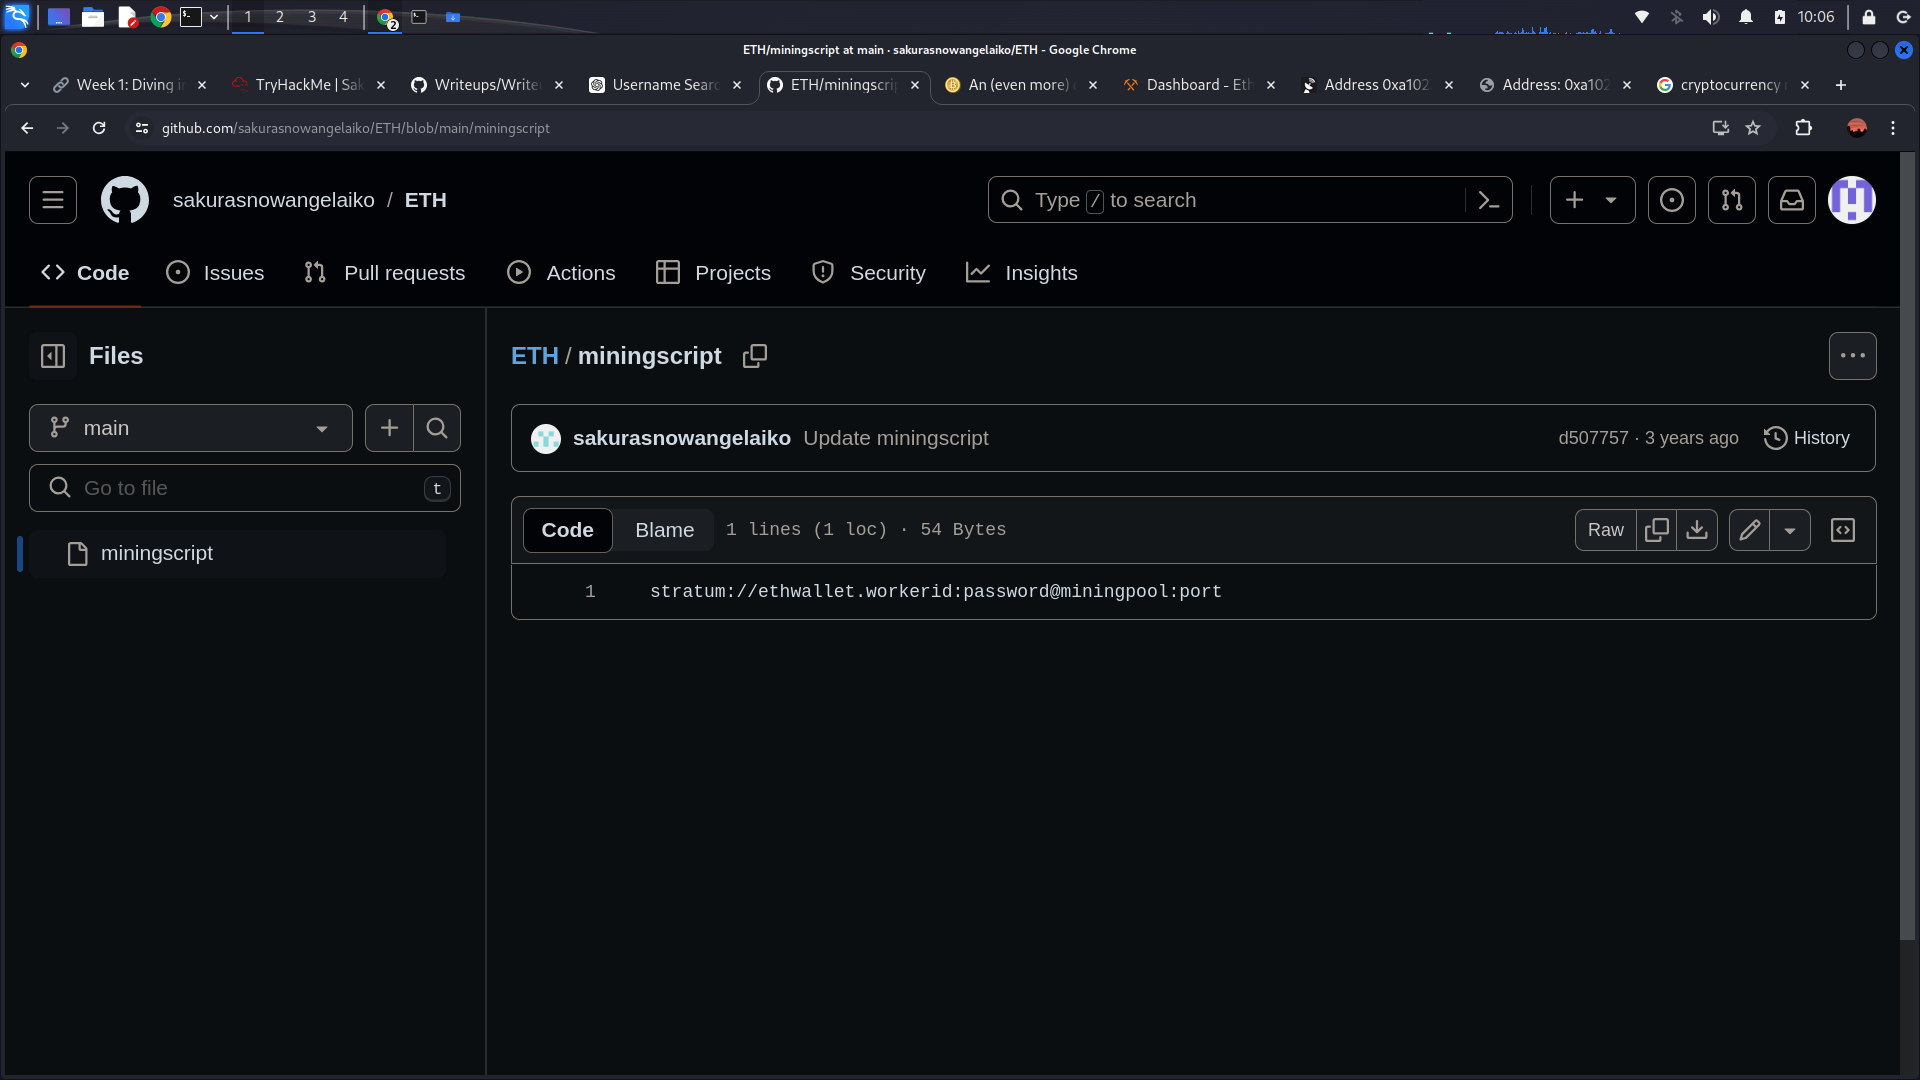 1 2 3 4 2 10:06
ETH/miningscript at main · sakurasnowangelaiko/ETH - Google Chrome
Week 1: Diving i TryHackMe | Sak Writeups/Write Username Searc ETH/miningscrip An (even more) Dashboard - Eth Address 0xa102 Address: 0xa102 cryptocurrency
github.com/sakurasnowangelaiko/ETH/blob/main/miningscript
sakurasnowangelaiko / ETH Type / to search
Code Issues Pull requests Actions Projects Security Insights
Files
ETH / miningscript
main
sakurasnowangelaiko Update miningscript d507757 · 3 years ago History
Go to file t
Code Blame 1 lines (1 loc) · 54 Bytes Raw
miningscript
1 stratum://ethwallet.workerid:password@miningpool:port